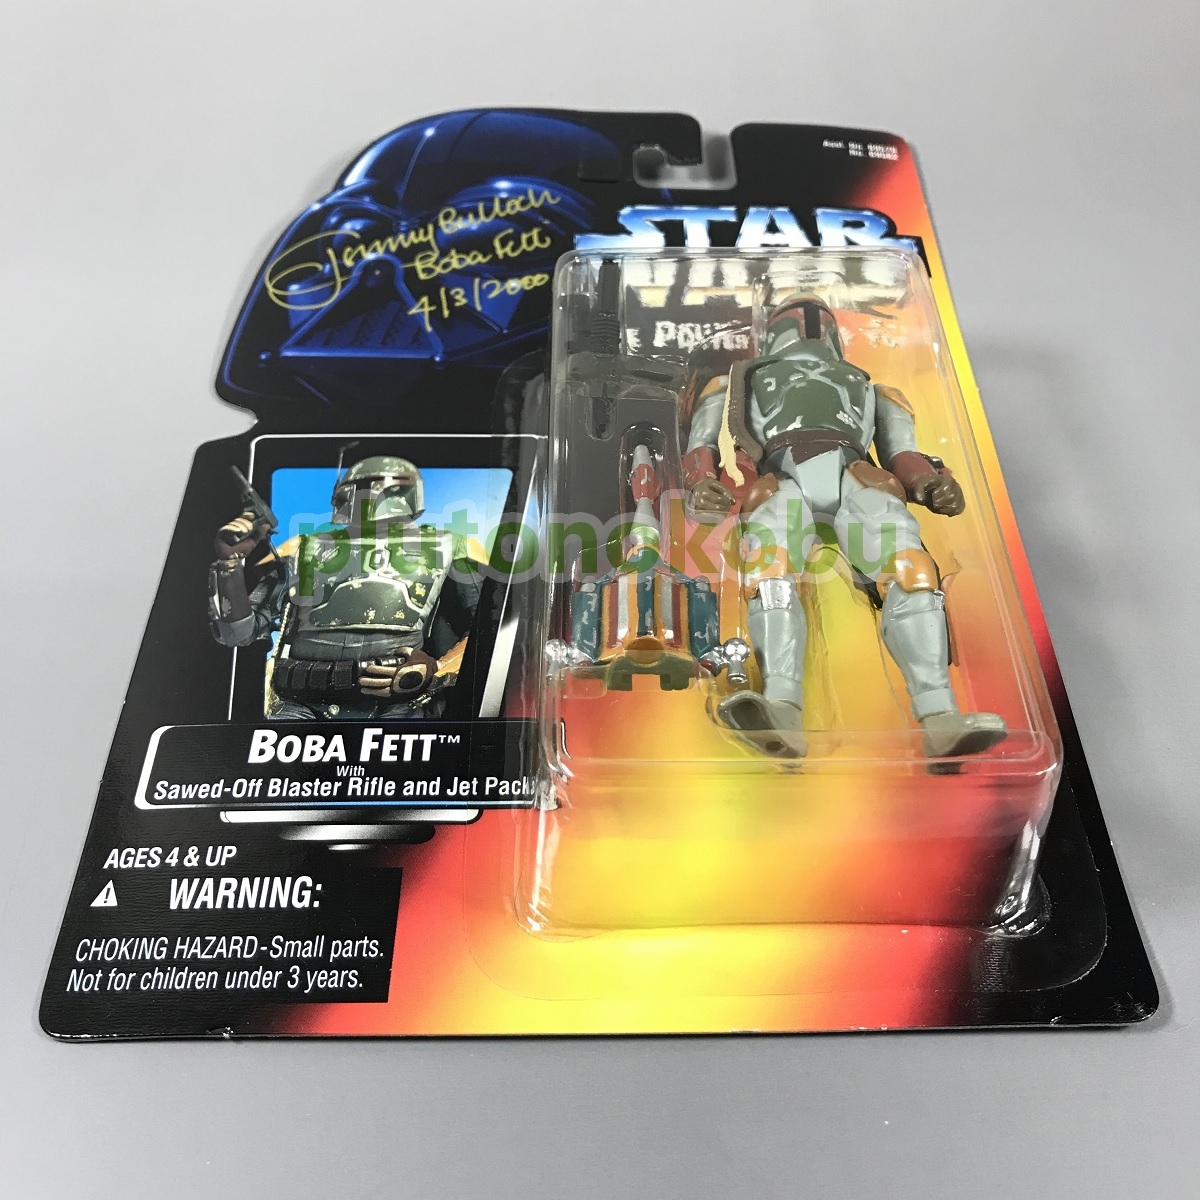 Jeremy Bulloch
Boba Fett
4/3/2000
STAR
WARS
plutonokobu
BOBA FETT™
With
Sawed-Off Blaster Rifle and Jet Pack
AGES 4 & UP
⚠ WARNING:
CHOKING HAZARD-Small parts.
Not for children under 3 years.